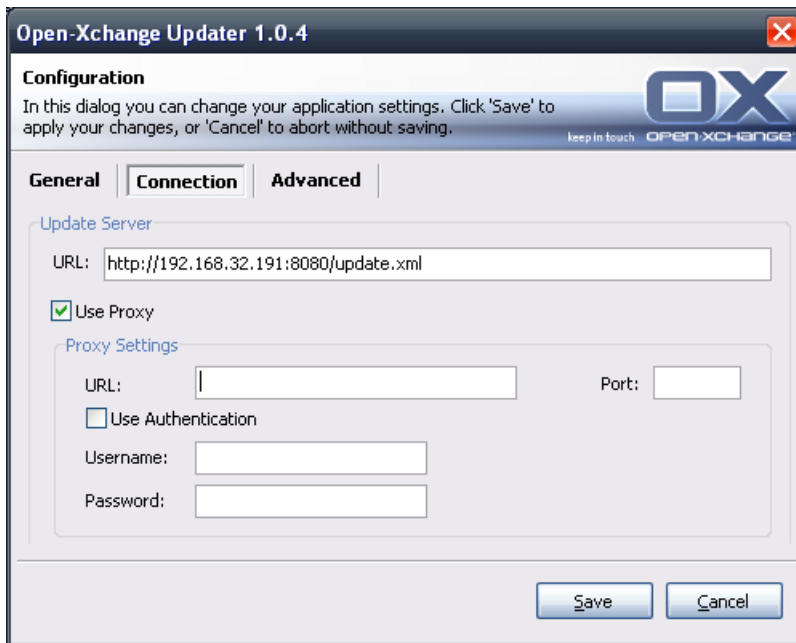 Open-Xchange Updater 1.0.4
Configuration
In this dialog you can change your application settings. Click 'Save' to
apply your changes, or 'Cancel' to abort without saving.
OX
keep in touch OPEN-XCHANGE
General Connection Advanced
Update Server
URL: http://192.168.32.191:8080/update.xml
Use Proxy
Proxy Settings
URL: Port:
Use Authentication
Username:
Password:
Save Cancel